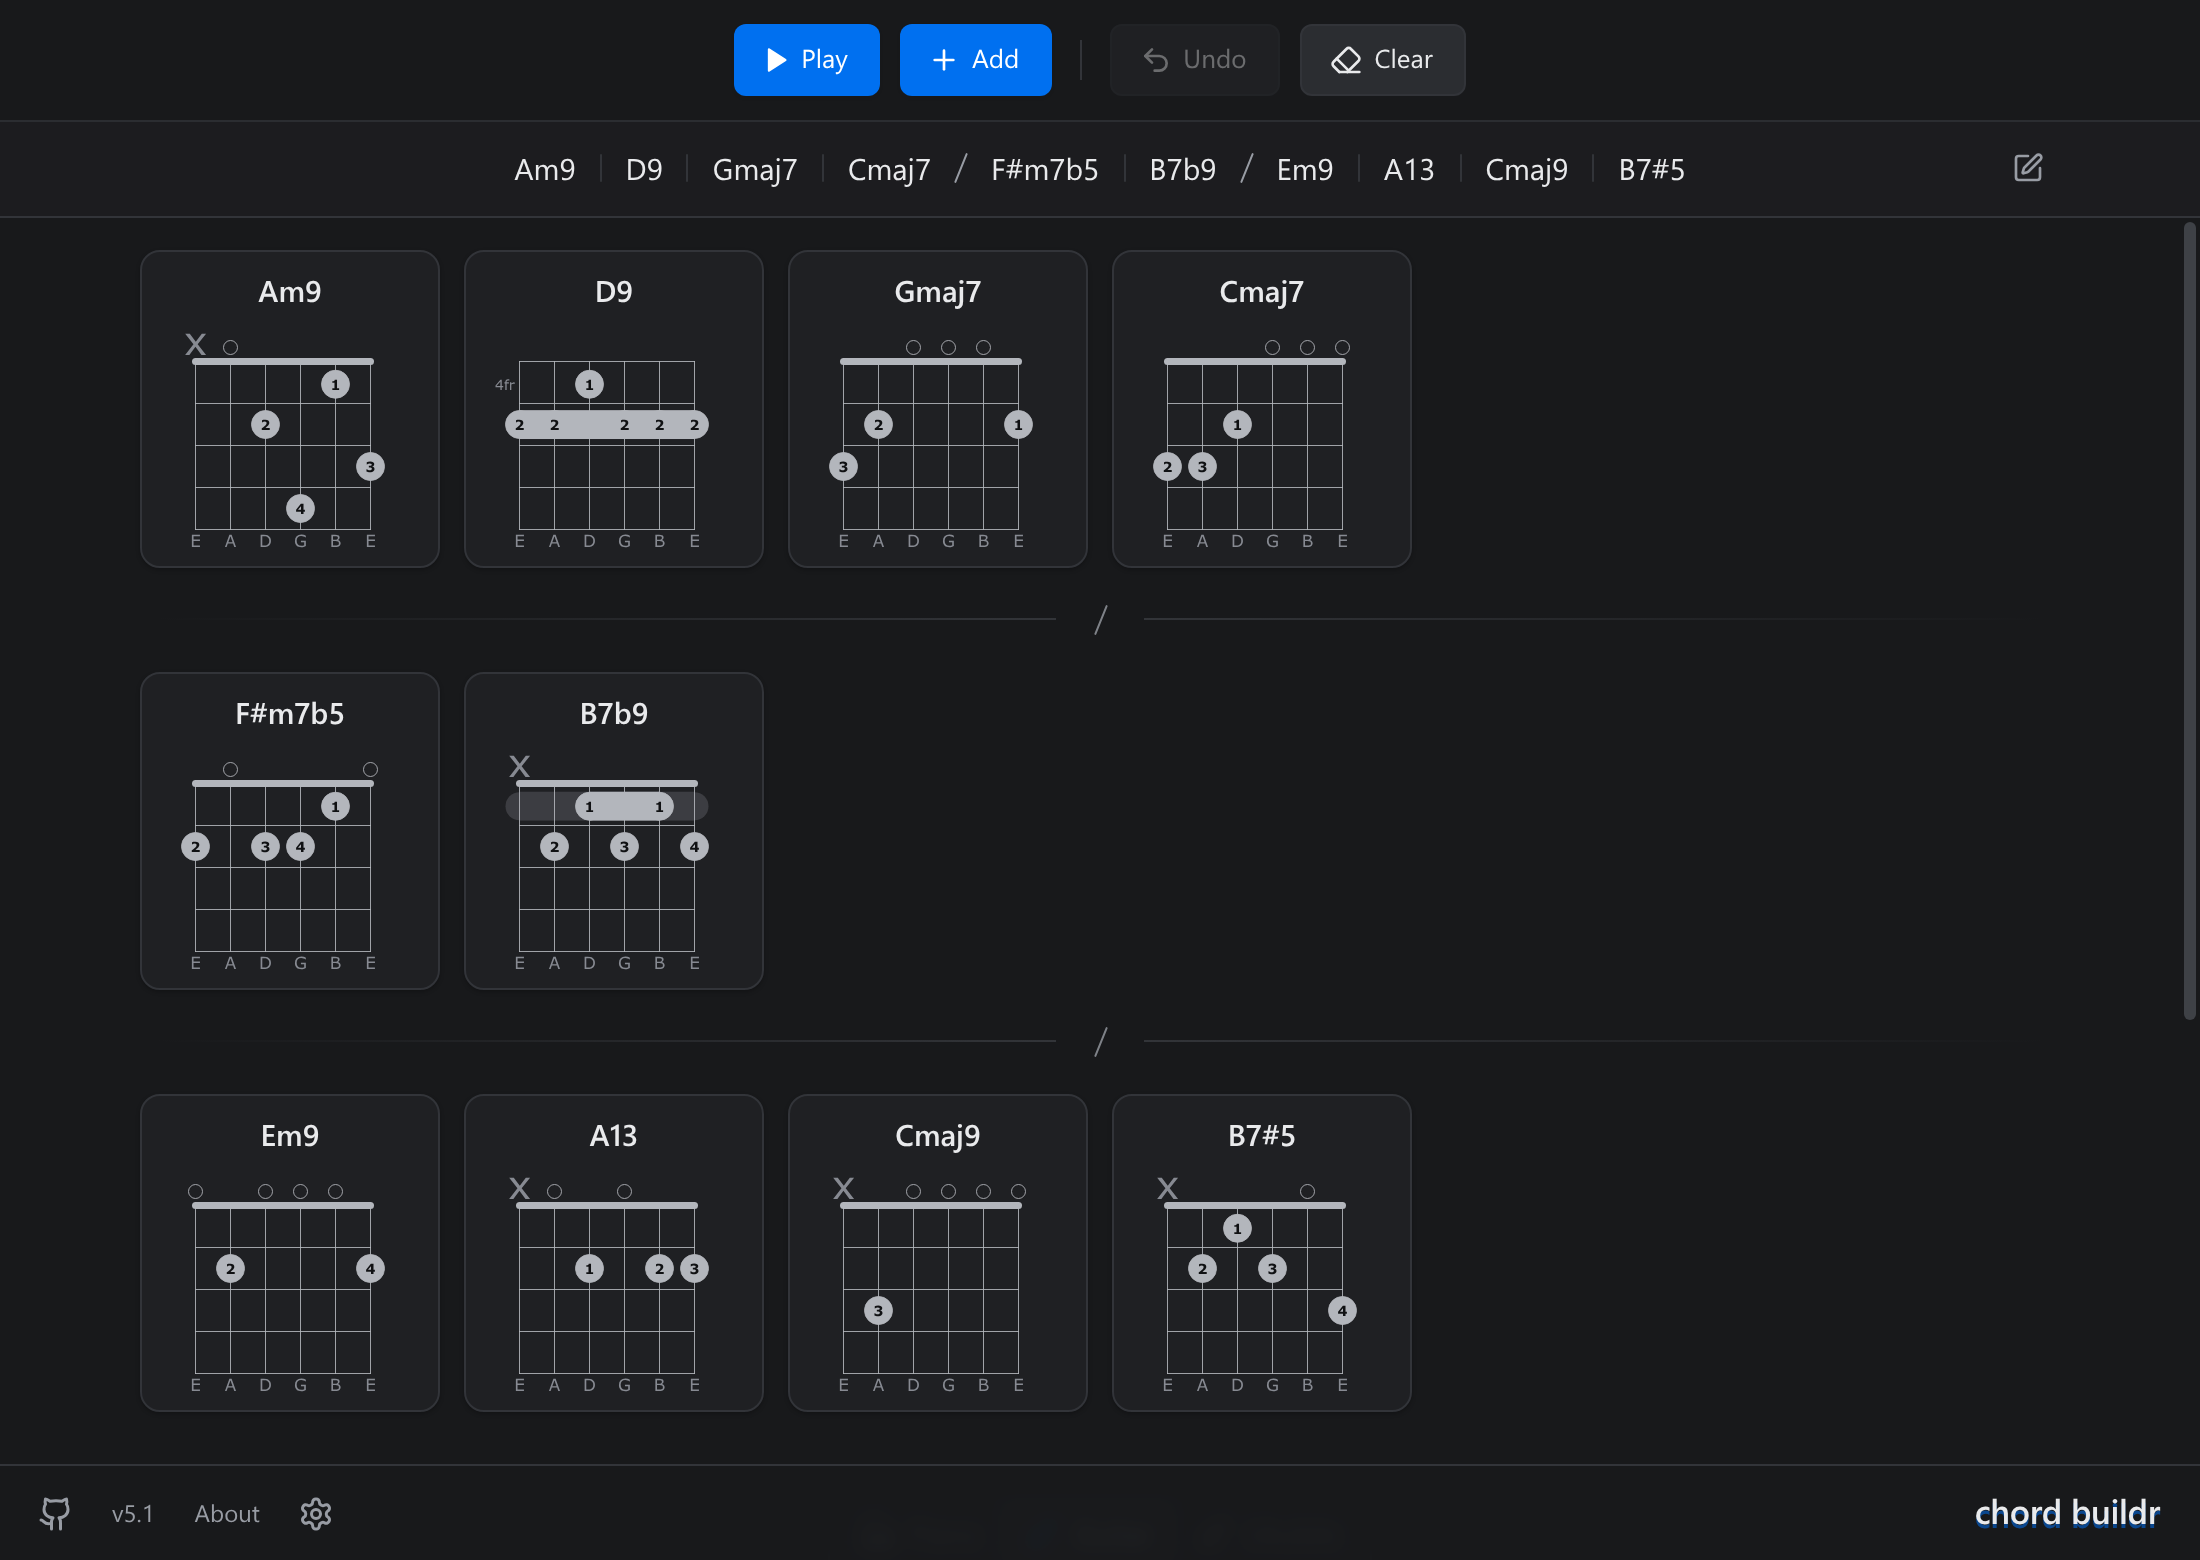 Play Add Undo Clear
Am9 D9 Gmaj7 Cmaj7 / F#m7b5 B7b9 / Em9 A13 Cmaj9 B7#5
Am9 D9 Gmaj7 Cmaj7
X
1 4fr 1
2 2 2 2 2 2 2 1 1
3 3 2 3
4
E A D G B E E A D G B E E A D G B E E A D G B E
/
F#m7b5 B7b9
X
1 1 1
2 3 4 2 3 4
E A D G B E E A D G B E
/
Em9 A13 Cmaj9 B7#5
X X X
1
2 4 1 2 3 2 3
3 4
E A D G B E E A D G B E E A D G B E E A D G B E
v5.1 About chord buildr